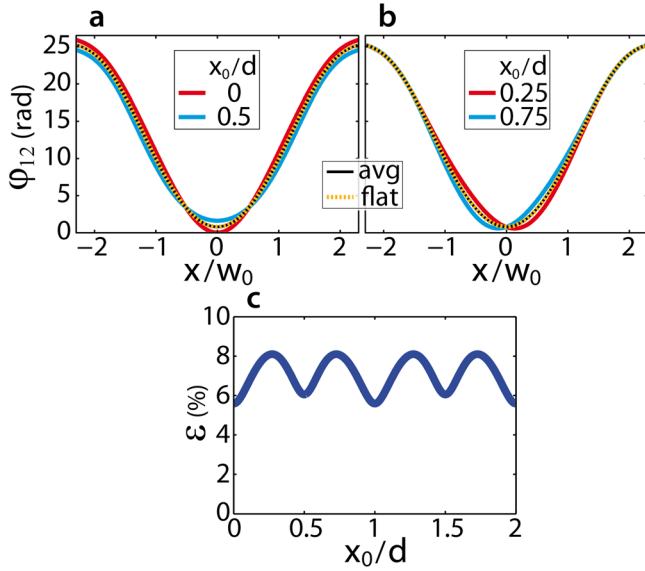 a
φ12 (rad)
25
20
15
10
5
0
x0/d
0
0.5
−2 −1 0 1 2
x/w0
b
x0/d
0.25
0.75
avg
flat
−2 −1 0 1 2
x/w0
c
ε (%)
10
8
6
4
2
0
0 0.5 1 1.5 2
x0/d